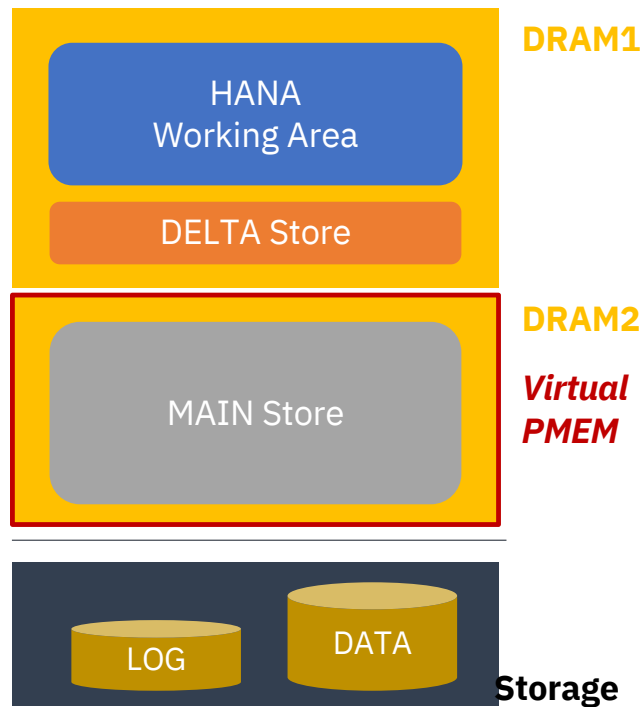 DRAM1
HANA
Working Area
DELTA Store
DRAM2
Virtual
PMEM
MAIN Store
LOG
DATA
Storage